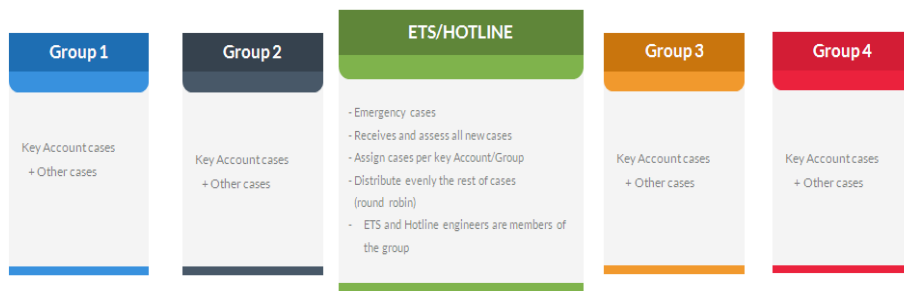 Group 1
Key Account cases
+ Other cases
Group 2
Key Account cases
+ Other cases
ETS/HOTLINE
- Emergency cases
- Receives and assess all new cases
- Assign cases per key Account/Group
- Distribute evenly the rest of cases
(round robin)
- ETS and Hotline engineers are members of
the group
Group 3
Key Account cases
+ Other cases
Group 4
Key Account cases
+ Other cases